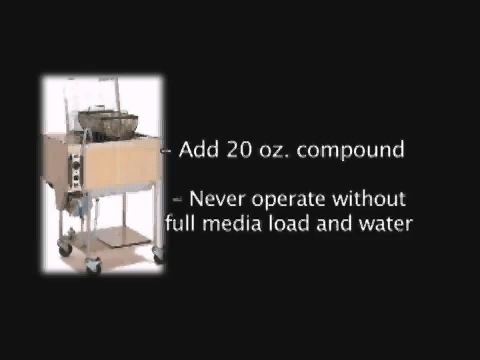 - Add 20 oz. compound
- Never operate without
full media load and water